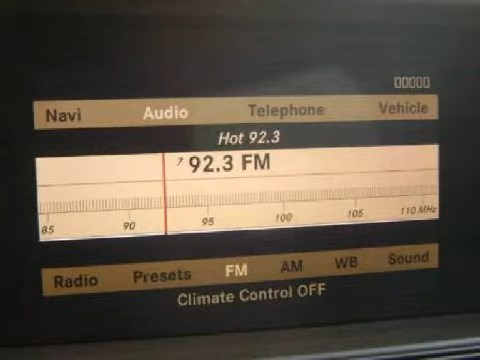 Navi Audio Telephone Vehicle
Hot 92.3
7 92.3 FM
85 90 95 100 105 110 MHz
Radio Presets FM AM WB Sound
Climate Control OFF